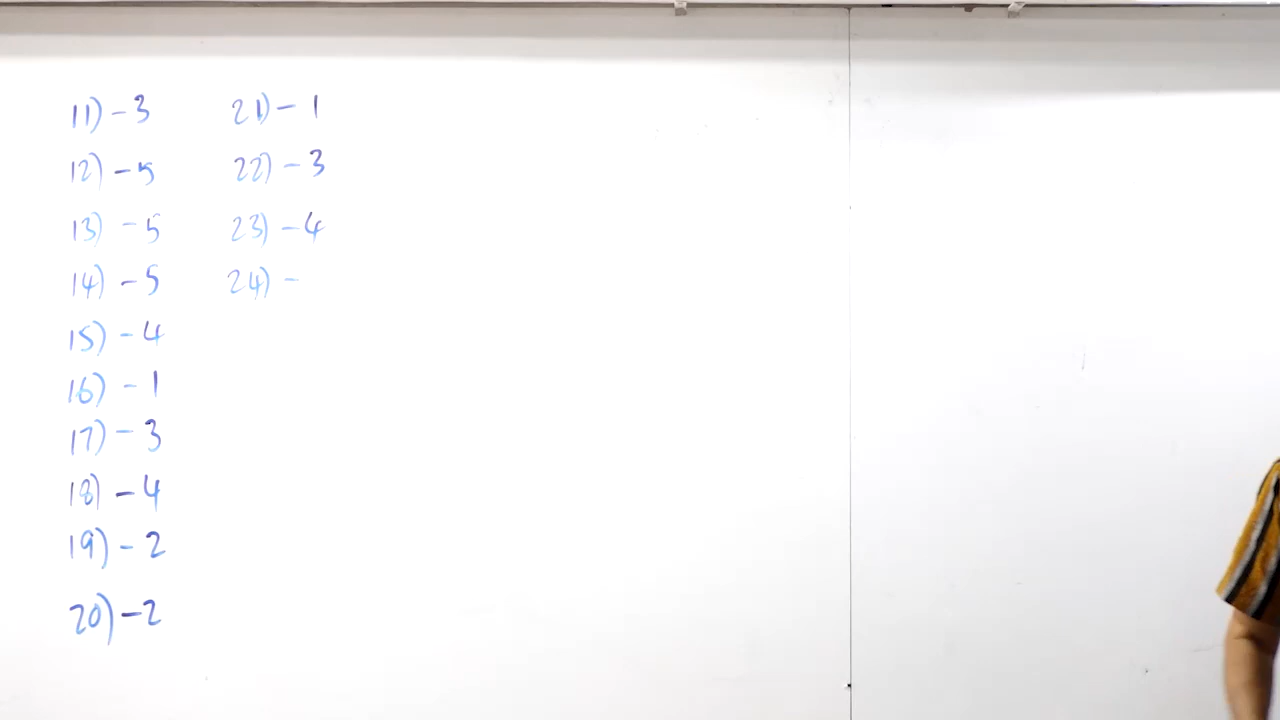 11) - 3
12) - 5
13) - 5
14) - 5
15) - 4
16) - 1
17) - 3
18) - 4
19) - 2
20) - 2
21) - 1
22) - 3
23) - 4
24) -